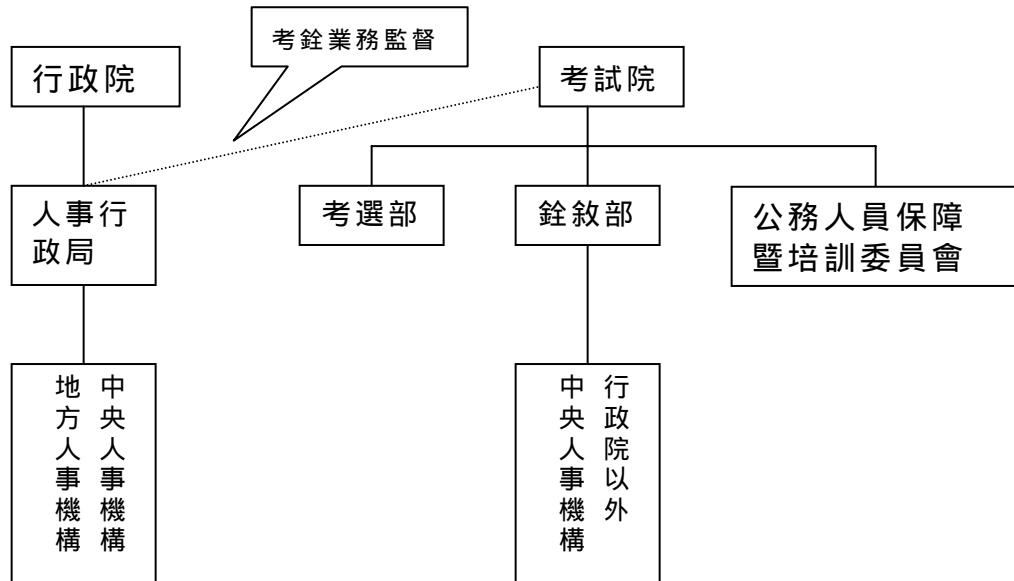 考銓業務監督
行政院
考試院
人事行
政局
考選部
銓敘部
公務人員保障
暨培訓委員會
中央人事機構
地方人事機構
行政院以外
中央人事機構